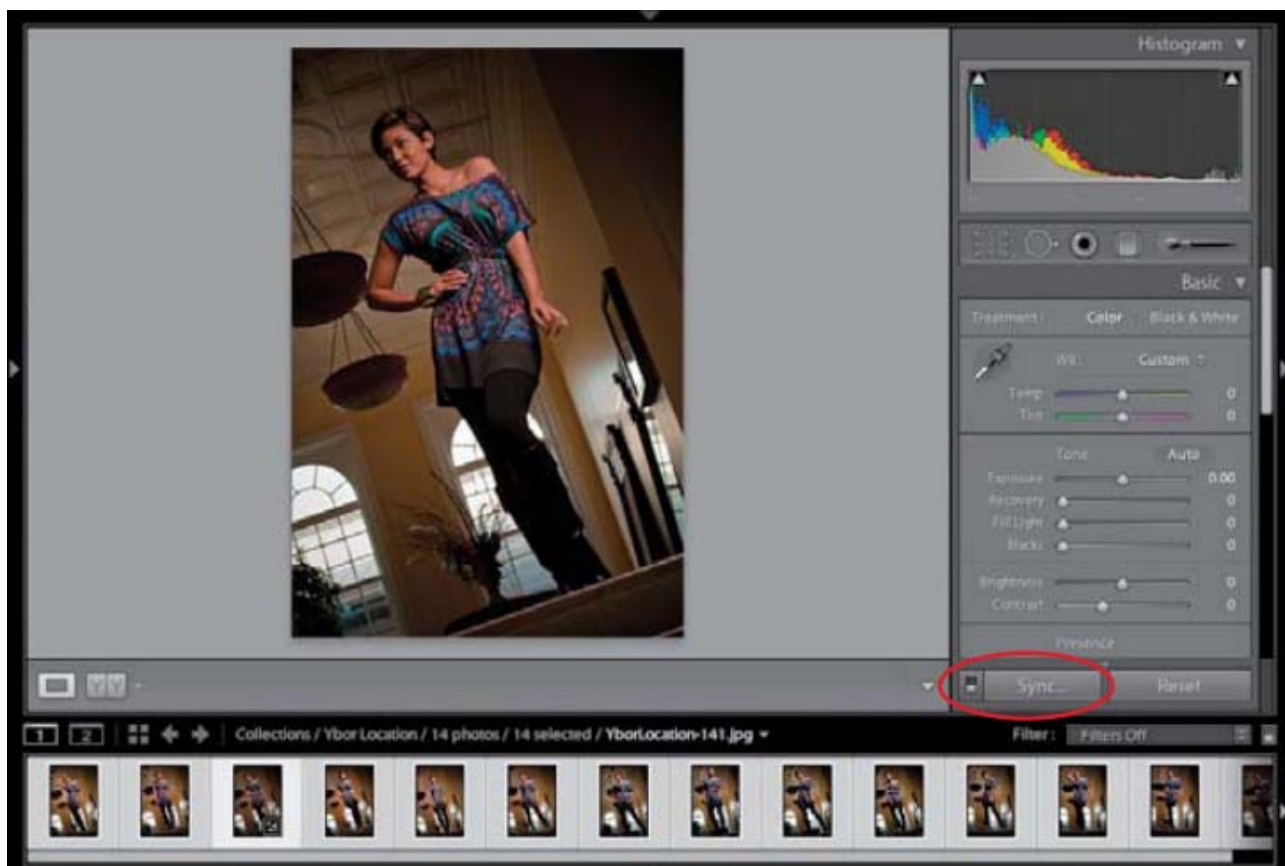 Histogram
Basic
Treatment: Color Black & White
WB: Custom
Temp 0
Tint 0
Tone Auto
Exposure 0.00
Recovery 0
Fill Light 0
Blacks 0
Brightness 0
Contrast 0
Presence
Sync... Reset
1 2 Collections / Ybor Location / 14 photos / 14 selected / YborLocation-141.jpg Filter: Filters Off